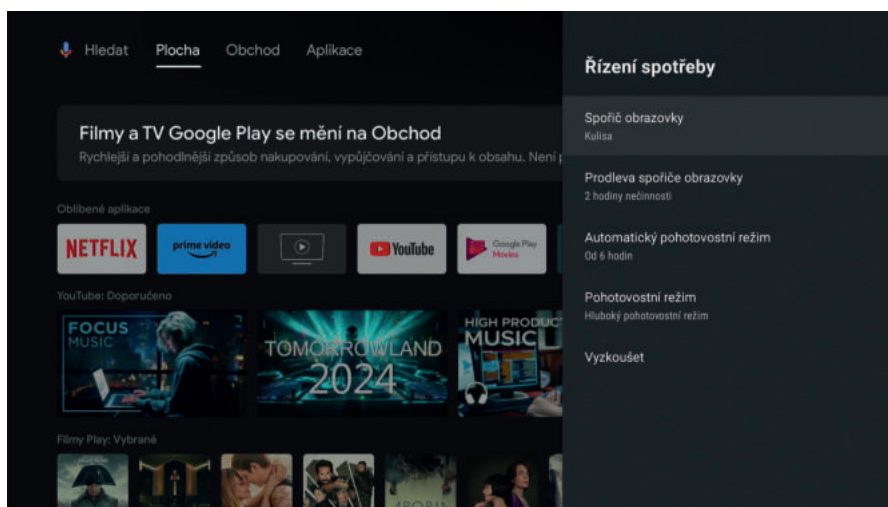 Hledat Plocha Obchod Aplikace
Filmy a TV Google Play se mění na Obchod
Rychlejší a pohodlnější způsob nakupování, vypůjčování a přístupu k obsahu. Není p
Oblíbené aplikace
NETFLIX
prime video
YouTube
Google Play
Movies
YouTube: Doporučeno
FOCUS
MUSIC
TOMORROWLAND
2024
HIGH PRODUC
MUSIC
Filmy Play: Vybrané
Řízení spotřeby
Spořič obrazovky
Kulisa
Prodleva spořiče obrazovky
2 hodiny nečinnosti
Automatický pohotovostní režim
Od 6 hodin
Pohotovostní režim
Hluboký pohotovostní režim
Vyzkoušet